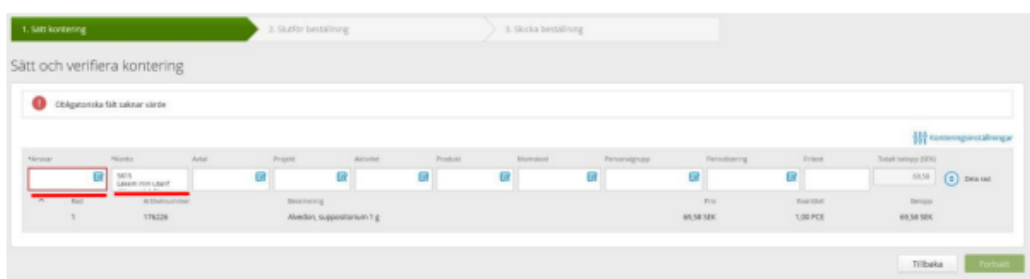 1. Sätt kontering
2. Slutför beställning
3. Skicka beställning
Sätt och verifiera kontering
Obligatoriska fält saknar värde
Konteringsinställningar
*Ansvar *Konto Avtal Projekt Aktivitet Produkt Momskod Personalgrupp Periodisering Fritext Totalt belopp (SEK)
5615
69,58
Dela rad
Rad Artikelnummer Beskrivning Pris Kvantitet Belopp
1 176226 Alvedon, suppositorium 1 g 69,58 SEK 1,00 PCE 69,58 SEK
Tillbaka
Fortsätt